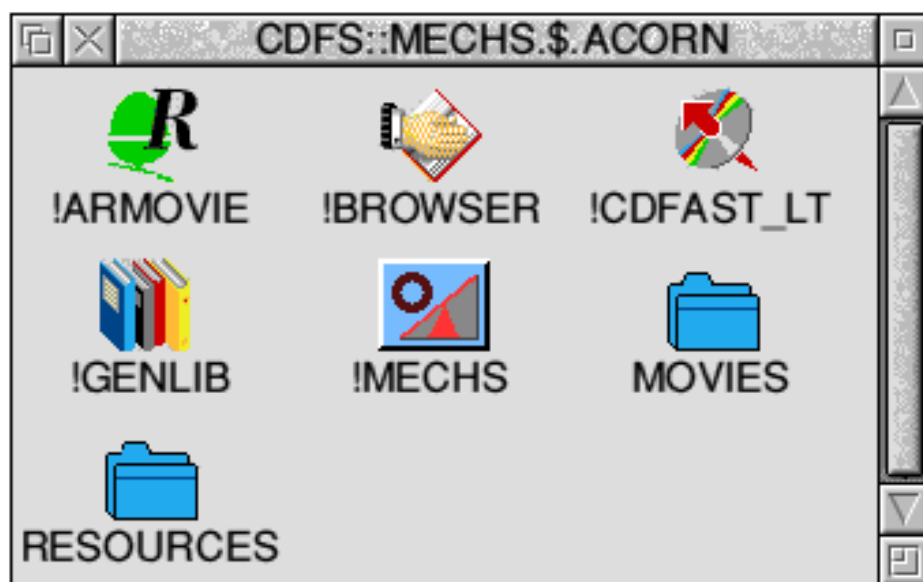 CDFS::MECHS.$.ACORN
!ARMOVIE !BROWSER !CDFAST_LT
!GENLIB !MECHS MOVIES
RESOURCES